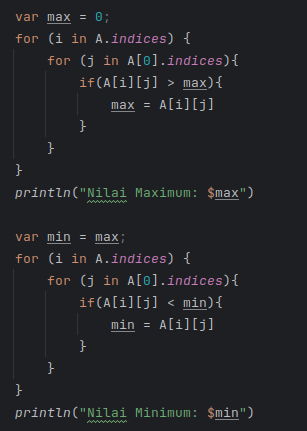 var max = 0;
for (i in A.indices) {
    for (j in A[0].indices){
        if(A[i][j] > max){
            max = A[i][j]
        }
    }
}
println("Nilai Maximum: $max")

var min = max;
for (i in A.indices) {
    for (j in A[0].indices){
        if(A[i][j] < min){
            min = A[i][j]
        }
    }
}
println("Nilai Minimum: $min")